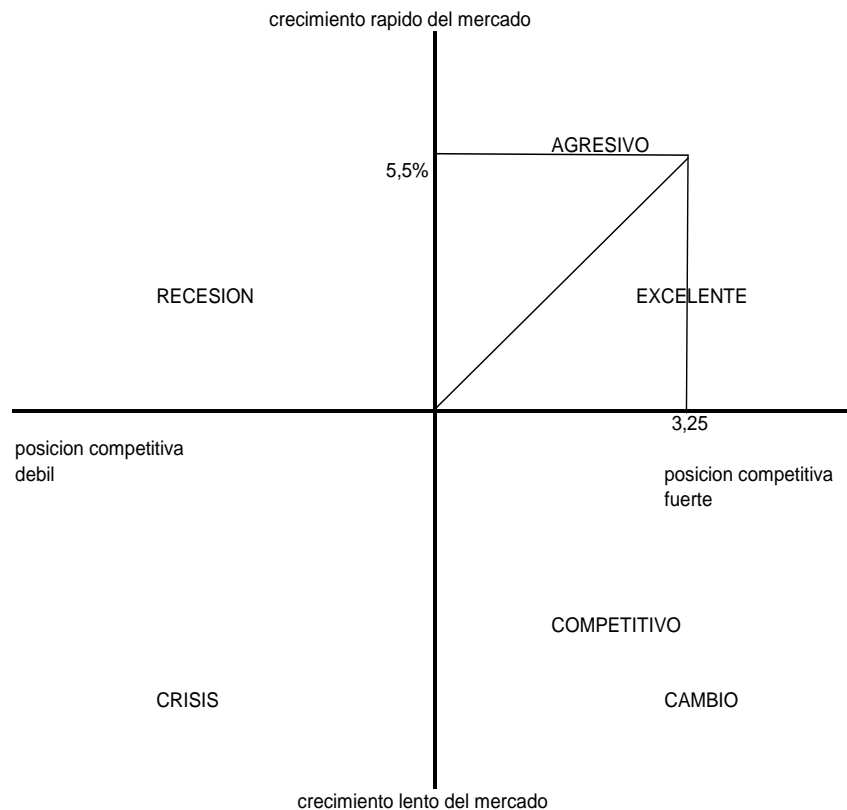 crecimiento rapido del mercado
AGRESIVO
5,5%
RECESION
EXCELENTE
3,25
posicion competitiva
debil
posicion competitiva
fuerte
COMPETITIVO
CRISIS
CAMBIO
crecimiento lento del mercado